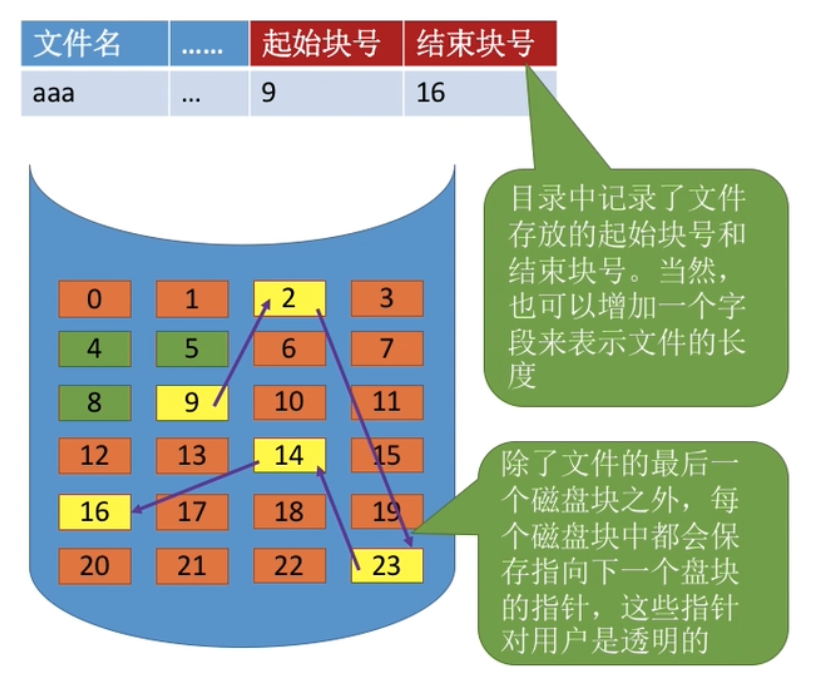 文件名 …… 起始块号 结束块号
aaa … 9 16
目录中记录了文件
存放的起始块号和
结束块号。当然，
也可以增加一个字
段来表示文件的长
度
0 1 2 3
4 5 6 7
8 9 10 11
12 13 14 15
16 17 18 19
20 21 22 23
除了文件的最后一
个磁盘块之外，每
个磁盘块中都会保
存指向下一个盘块
的指针，这些指针
对用户是透明的